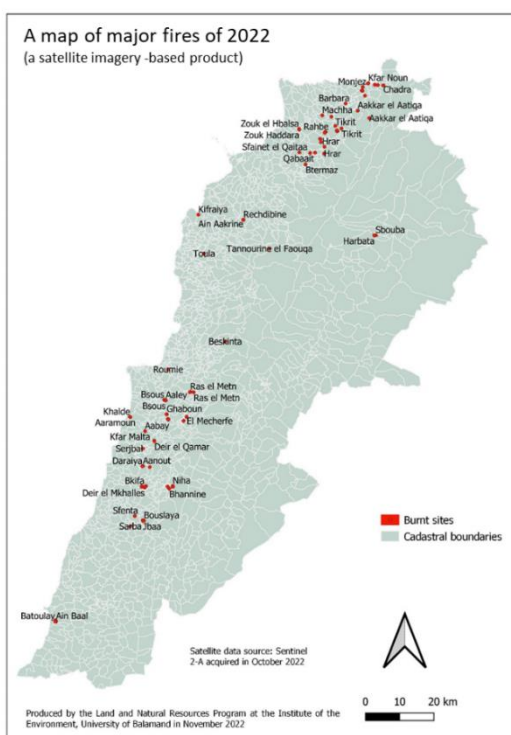 A map of major fires of 2022
(a satellite imagery -based product)
Monjez Kfar Noun
Chadra
Barbara
Aakkar el Aatiqa
Machha
Aakkar el Aatiqa
Zouk el Hbalsa
Rahbe
Tikrit
Tikrit
Zouk Haddara
Hrar
Sfainet el Qaitaa
Hrar
Qabaait
Btermaz
Kifraiya
Rechdibine
Ain Aakrine
Sbouba
Harbata
Tannourine el Faouqa
Toula
Beskinta
Roumie
Ras el Metn
Bsous Aaley
Ras el Metn
Bsous
Ghaboun
Khalde
El Mecherfe
Aaramoun
Aabay
Kfar Malta
Deir el Qamar
Serjbal
Daraiya Aanout
Bkifa
Niha
Deir el Mkhalles
Bhannine
Sfenta
Bouslaya
Sarba Jbaa
Burnt sites
Cadastral boundaries
Batoulay Ain Baal
Satellite data source: Sentinel
2-A acquired in October 2022
Produced by the Land and Natural Resources Program at the Institute of the
Environment, University of Balamand in November 2022
0 10 20 km